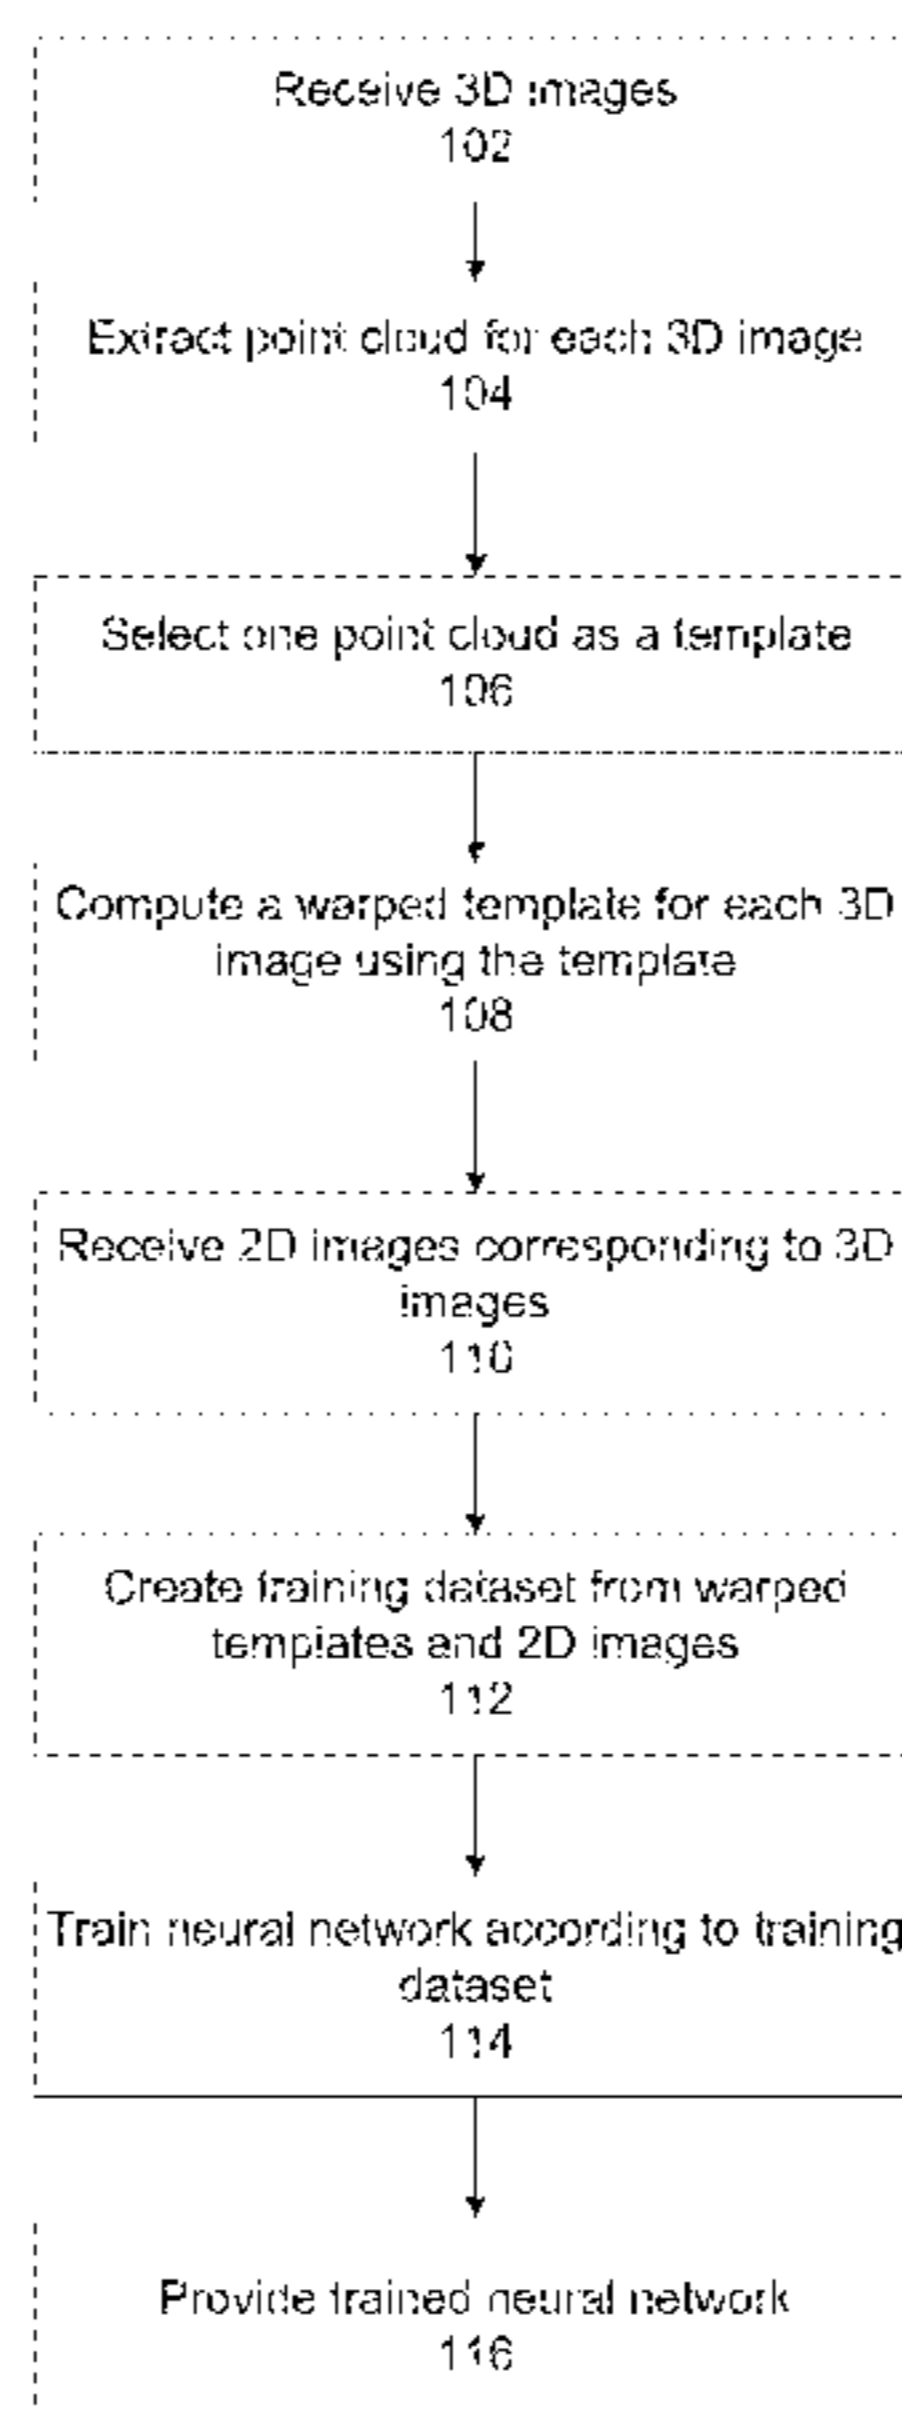 Receive 3D images
102
Extract point cloud for each 3D image
104
Select one point cloud as a template
106
Compute a warped template for each 3D
image using the template
108
Receive 2D images corresponding to 3D
images
110
Create training dataset from warped
templates and 2D images
112
Train neural network according to training
dataset
114
Provide trained neural network
116